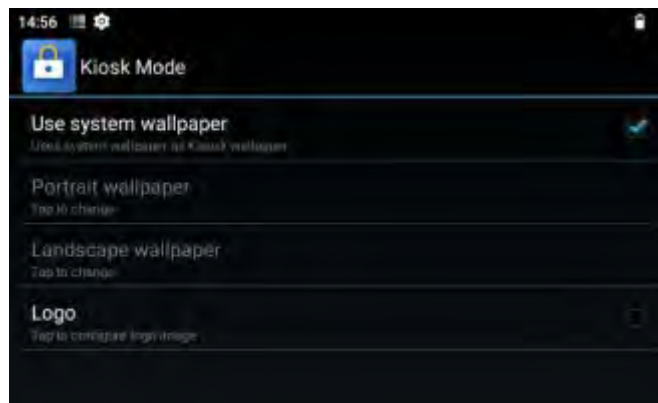 14:56
Kiosk Mode
Use system wallpaper
Uses system wallpaper as Kiosk wallpaper
Portrait wallpaper
Tap to change
Landscape wallpaper
Tap to change
Logo
Tap to configure logo image